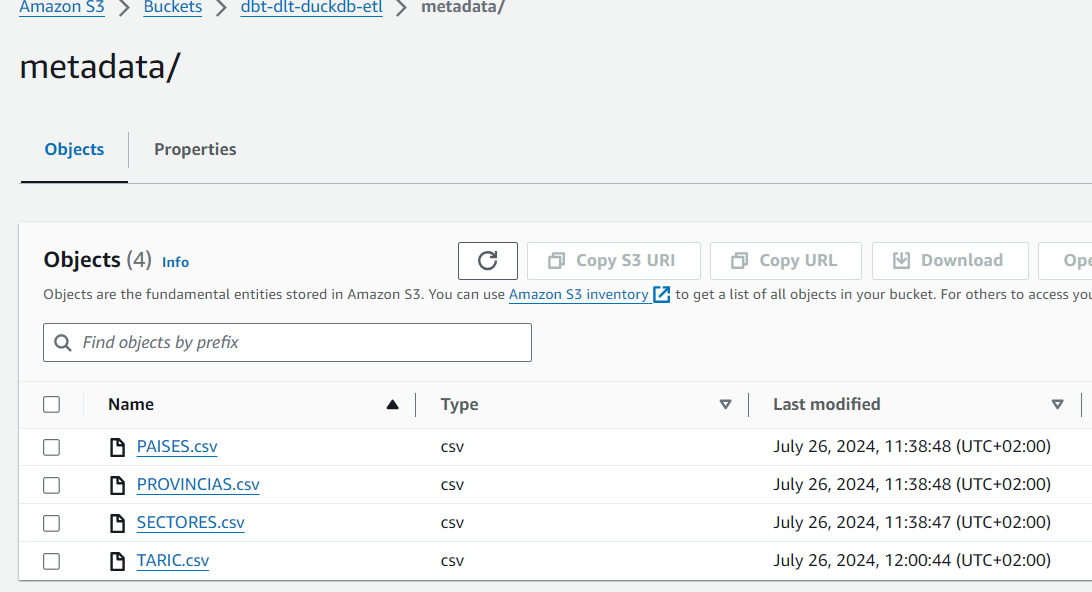 Amazon S3 > Buckets > dbt-dlt-duckdb-etl > metadata/
metadata/
Objects Properties
Objects (4) Info Copy S3 URI Copy URL Download
Objects are the fundamental entities stored in Amazon S3. You can use Amazon S3 inventory to get a list of all objects in your bucket. For others to access
Find objects by prefix
Name Type Last modified
PAISES.csv csv July 26, 2024, 11:38:48 (UTC+02:00)
PROVINCIAS.csv csv July 26, 2024, 11:38:48 (UTC+02:00)
SECTORES.csv csv July 26, 2024, 11:38:47 (UTC+02:00)
TARIC.csv csv July 26, 2024, 12:00:44 (UTC+02:00)